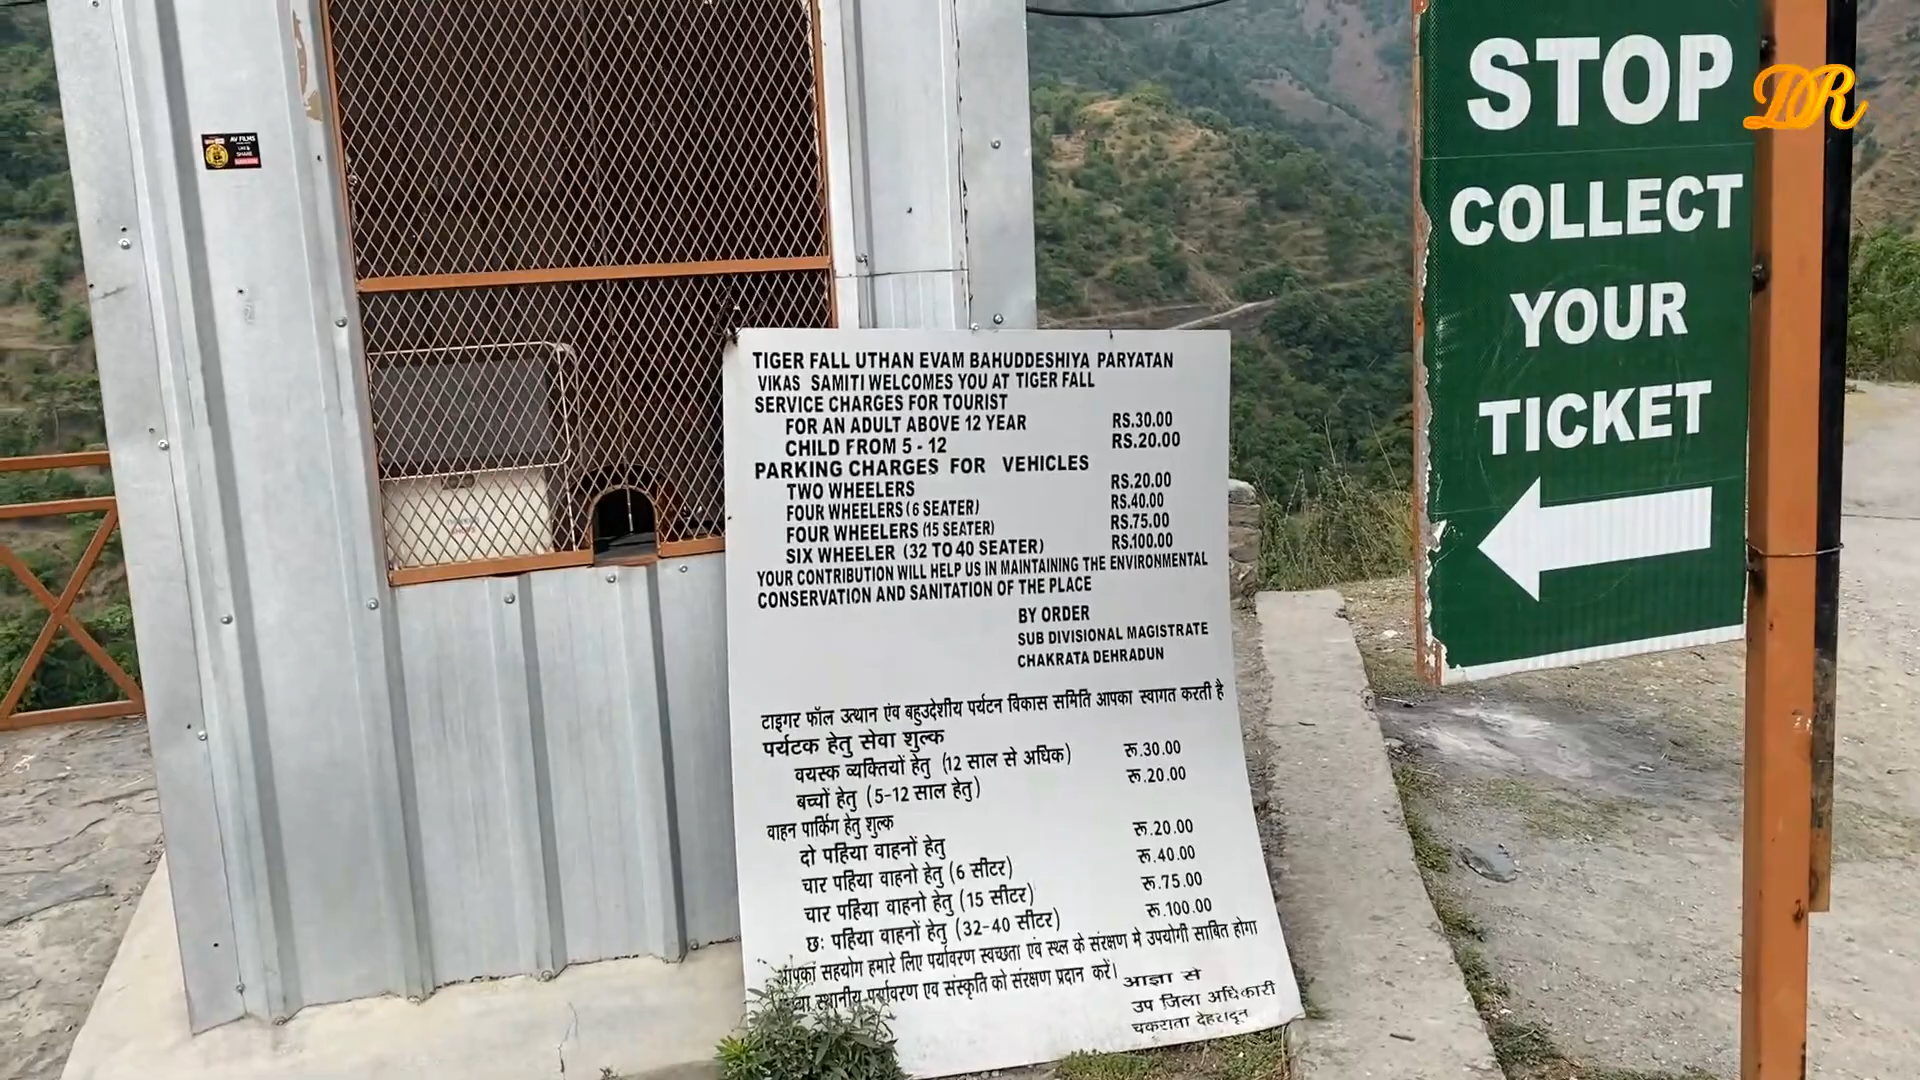 AV FILMS
STOP
COLLECT
YOUR
TICKET
DR
TIGER FALL UTHAN EVAM BAHUDDESHIYA PARYATAN
VIKAS SAMITI WELCOMES YOU AT TIGER FALL
SERVICE CHARGES FOR TOURIST
FOR AN ADULT ABOVE 12 YEAR RS.30.00
CHILD FROM 5 - 12 RS.20.00
PARKING CHARGES FOR VEHICLES
TWO WHEELERS RS.20.00
FOUR WHEELERS (6 SEATER) RS.40.00
FOUR WHEELERS (15 SEATER) RS.75.00
SIX WHEELER (32 TO 40 SEATER) RS.100.00
YOUR CONTRIBUTION WILL HELP US IN MAINTAINING THE ENVIRONMENTAL
CONSERVATION AND SANITATION OF THE PLACE
BY ORDER
SUB DIVISIONAL MAGISTRATE
CHAKRATA DEHRADUN
टाइगर फॉल उत्थान एंव बहुउदेशीय पर्यटन विकास समिति आपका स्वागत करती है
पर्यटक हेतु सेवा शुल्क
वयस्क व्यक्तियों हेतु (12 साल से अधिक) रू.30.00
बच्चों हेतु (5-12 साल हेतु) रू.20.00
वाहन पार्किग हेतु शुल्क
दो पहिया वाहनों हेतु रू.20.00
चार पहिया वाहनो हेतु (6 सीटर) रू.40.00
चार पहिया वाहनो हेतु (15 सीटर) रू.75.00
छः पहिया वाहनों हेतु (32-40 सीटर) रू.100.00
आपका सहयोग हमारे लिए पर्यावरण स्वच्छता एंव स्थ्ल के संरक्षण मे उपयोगी साबित होगा
स्थानीय पर्यावरण एव संस्कृति को संरक्षण प्रदान करें।
आज्ञा से
उप जिला अधिकारी
चकराता देहरादून